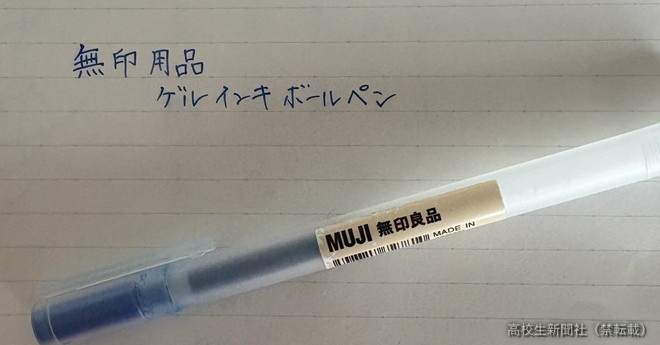 無印用品
ゲルインキボールペン
MUJI 無印良品
MADE IN
高校生新聞社（禁転載）